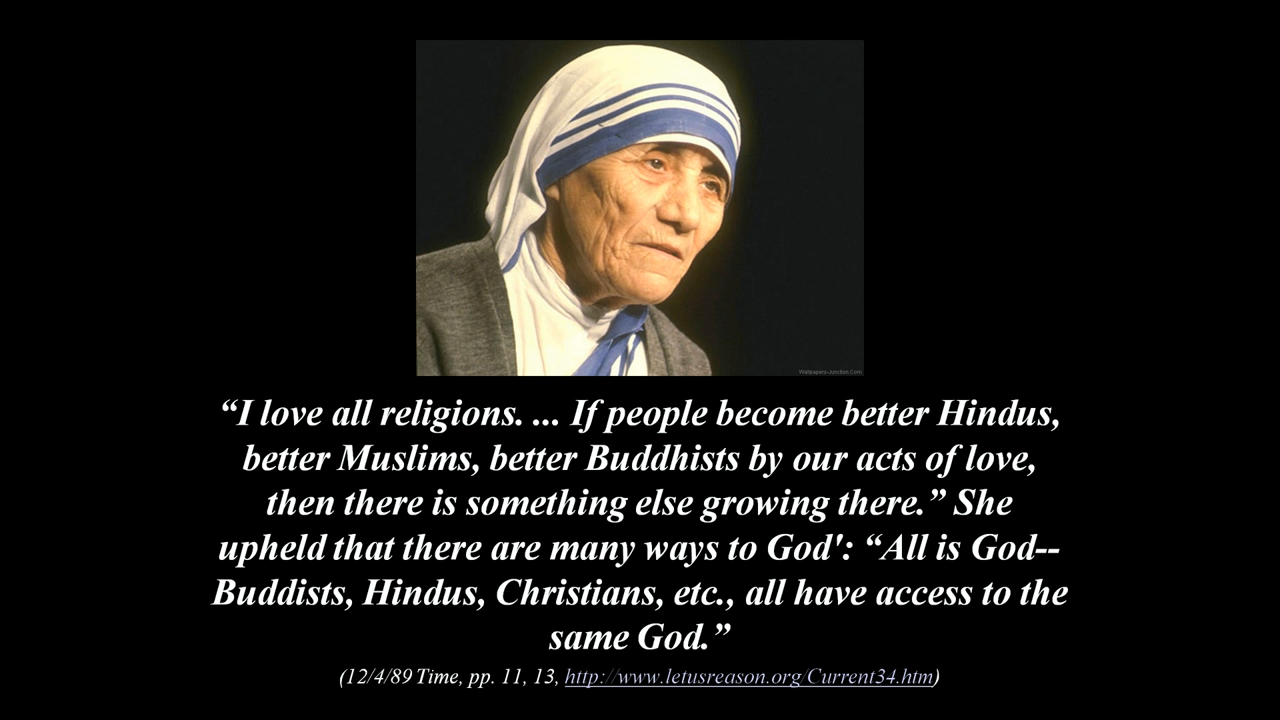 Wallpapers-Junction.Com
“I love all religions. ... If people become better Hindus,
better Muslims, better Buddhists by our acts of love,
then there is something else growing there.” She
upheld that there are many ways to God': “All is God--
Buddists, Hindus, Christians, etc., all have access to the
same God.”
(12/4/89 Time, pp. 11, 13, http://www.letusreason.org/Current34.htm)